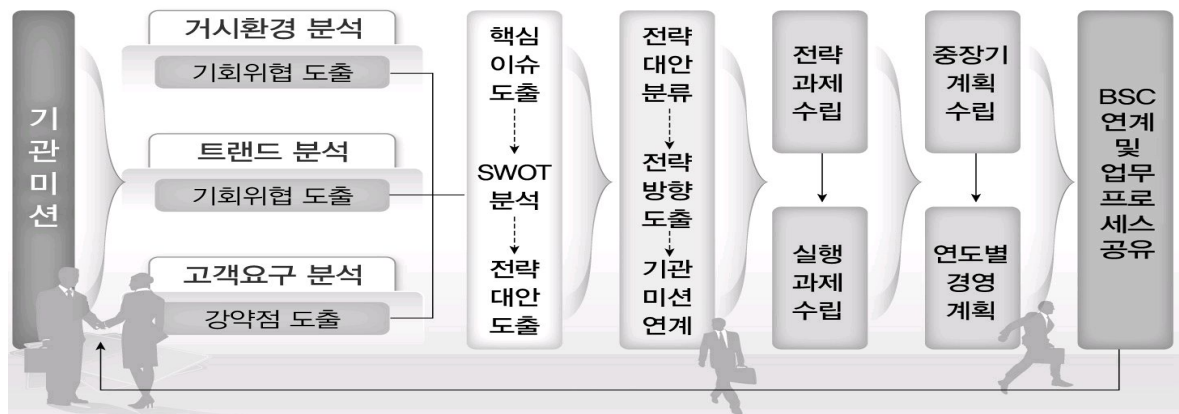 기관미션
거시환경 분석
기회위협 도출
트랜드 분석
기회위협 도출
고객요구 분석
강약점 도출
핵심
이슈
도출
SWOT
분석
전략
대안
도출
전략
대안
분류
전략
방향
도출
기관
미션
연계
전략
과제
수립
실행
과제
수립
중장기
계획
수립
연도별
경영
계획
BSC
연계
및
업무
프로
세스
공유